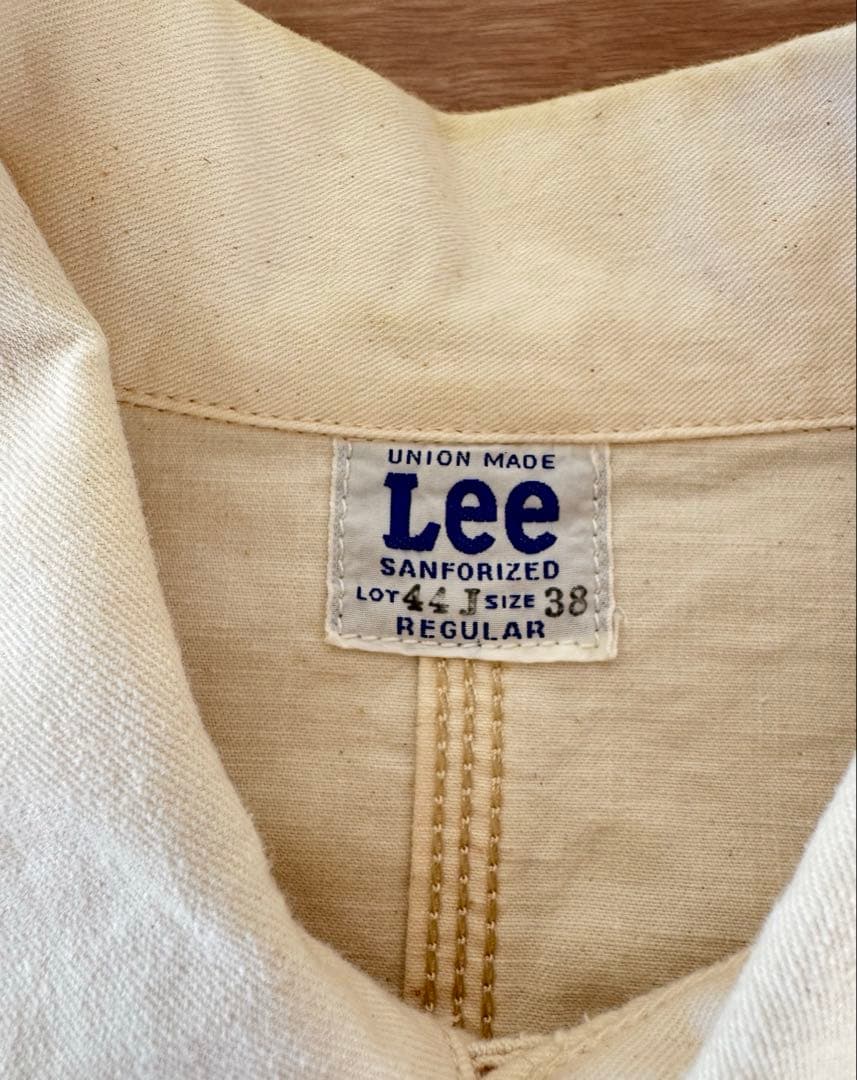 UNION MADE
Lee
SANFORIZED
LOT 44 J SIZE 38
REGULAR